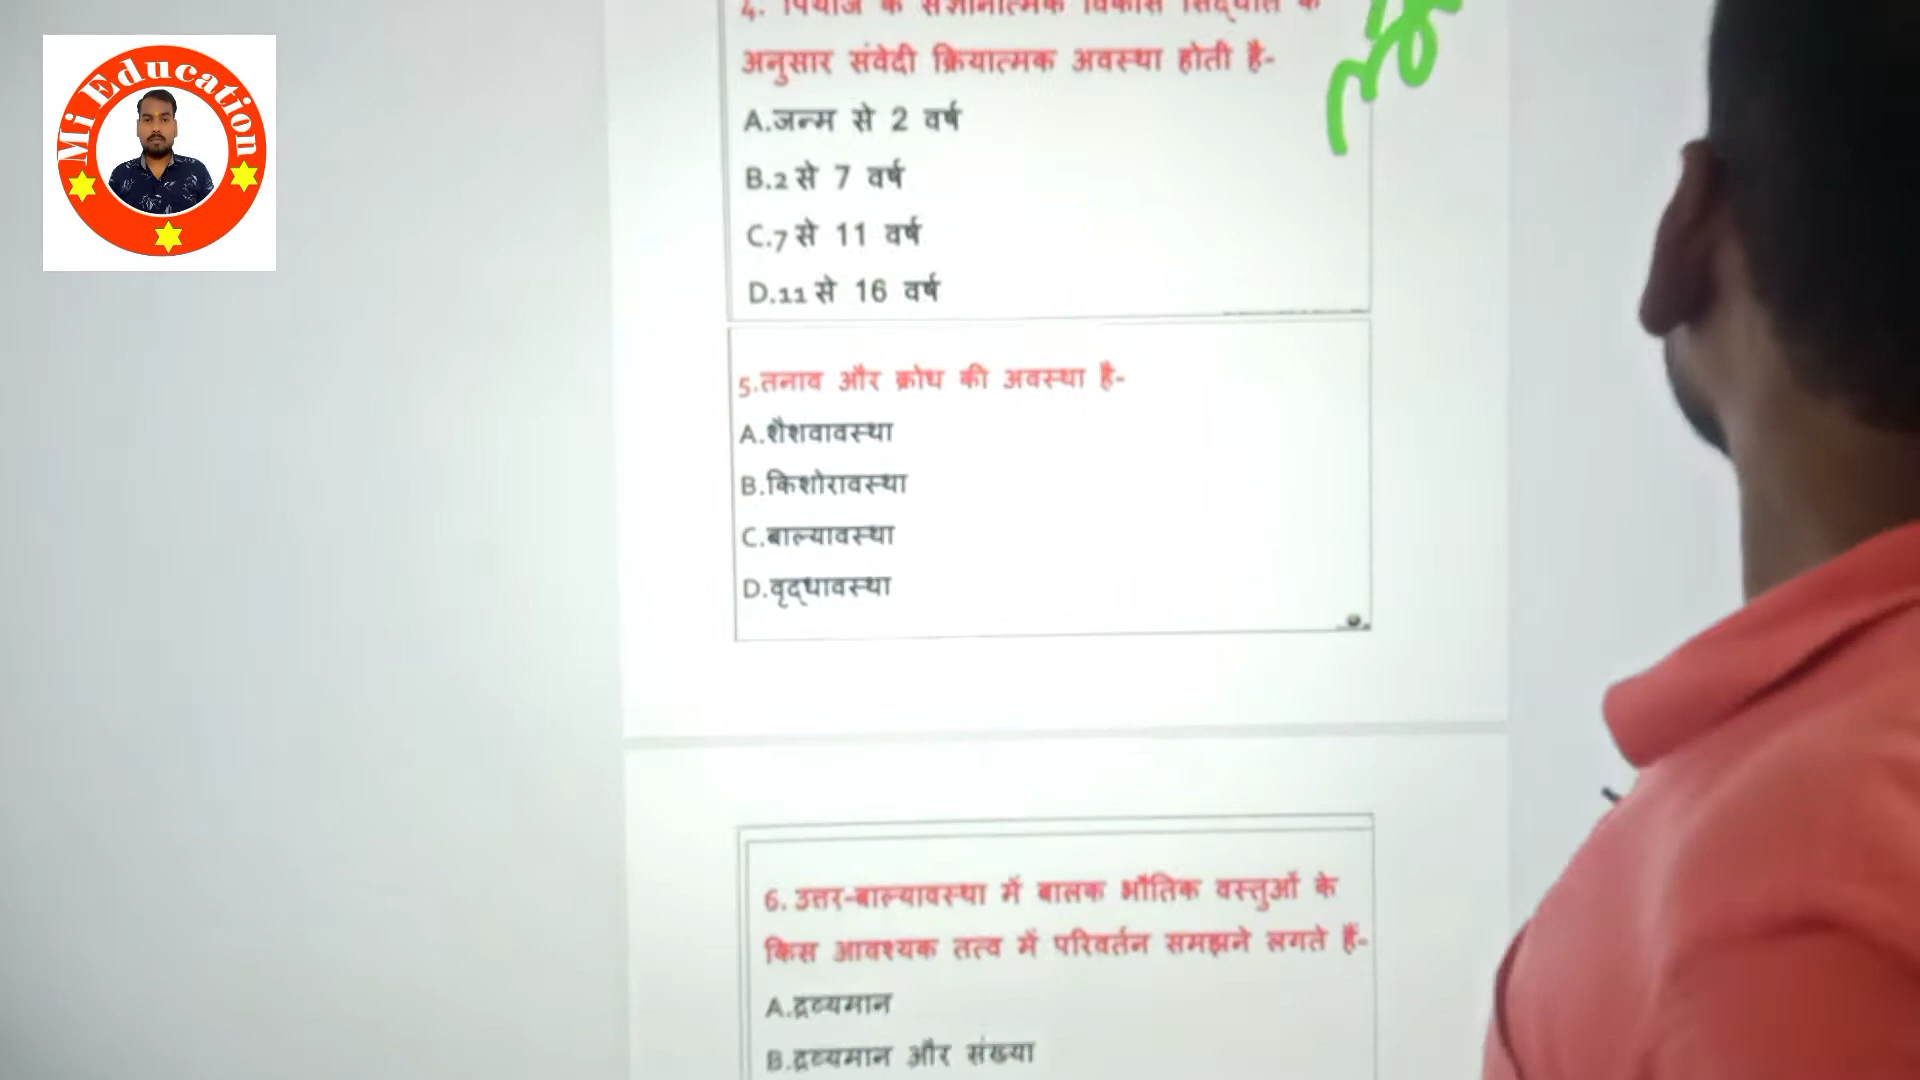 Mi Education
4. पियाजे के संज्ञानात्मक विकास सिद्धांत के
अनुसार संवेदी क्रियात्मक अवस्था होती है-
A.जन्म से 2 वर्ष
B.2 से 7 वर्ष
C.7 से 11 वर्ष
D.11 से 16 वर्ष
5.तनाव और क्रोध की अवस्था है-
A.शैशवावस्था
B.किशोरावस्था
C.बाल्यावस्था
D.वृद्धावस्था
6. उत्तर-बाल्यावस्था में बालक भौतिक वस्तुओं के
किस आवश्यक तत्व में परिवर्तन समझने लगते हैं-
A.द्रव्यमान
B.द्रव्यमान और संख्या